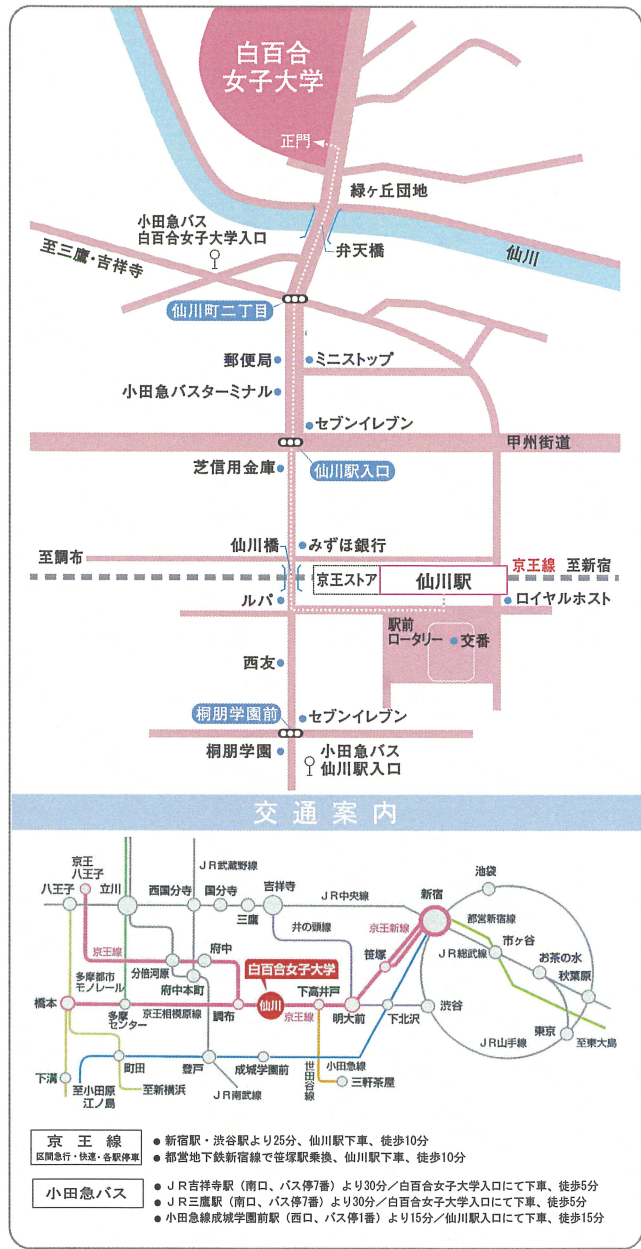 白百合
女子大学
正門
緑ヶ丘団地
小田急バス
白百合女子大学入口
弁天橋
至三鷹・吉祥寺
仙川
仙川町二丁目
郵便局
ミニストップ
小田急バスターミナル
セブンイレブン
甲州街道
芝信用金庫
仙川駅入口
仙川橋
みずほ銀行
至調布
京王ストア
仙川駅
京王線 至新宿
ルパ
ロイヤルホスト
駅前
ロータリー
交番
西友
桐朋学園前
セブンイレブン
桐朋学園
小田急バス
仙川駅入口
交通案内
京王
八王子
八王子
立川
JR武蔵野線
西国分寺
国分寺
三鷹
吉祥寺
JR中央線
新宿
池袋
都営新宿線
市ヶ谷
京王新線
井の頭線
京王線
分倍河原
府中
府中本町
多摩都市
モノレール
白百合女子大学
笹塚
JR総武線
お茶の水
秋葉原
橋本
多摩
センター
京王相模原線
調布
仙川
京王線
下高井戸
明大前
下北沢
渋谷
東京
至東大島
JR山手線
下溝
至小田原
江ノ島
町田
至新横浜
登戸
JR南武線
成城学園前
世田谷線
小田急線
三軒茶屋
京王線
区間急行・快速・各駅停車
● 新宿駅・渋谷駅より25分、仙川駅下車、徒歩10分
● 都営地下鉄新宿線で笹塚駅乗換、仙川駅下車、徒歩10分
小田急バス
● JR吉祥寺駅（南口、バス停7番）より30分／白百合女子大学入口にて下車、徒歩5分
● JR三鷹駅（南口、バス停7番）より30分／白百合女子大学入口にて下車、徒歩5分
● 小田急線成城学園前駅（西口、バス停1番）より15分／仙川駅入口にて下車、徒歩15分